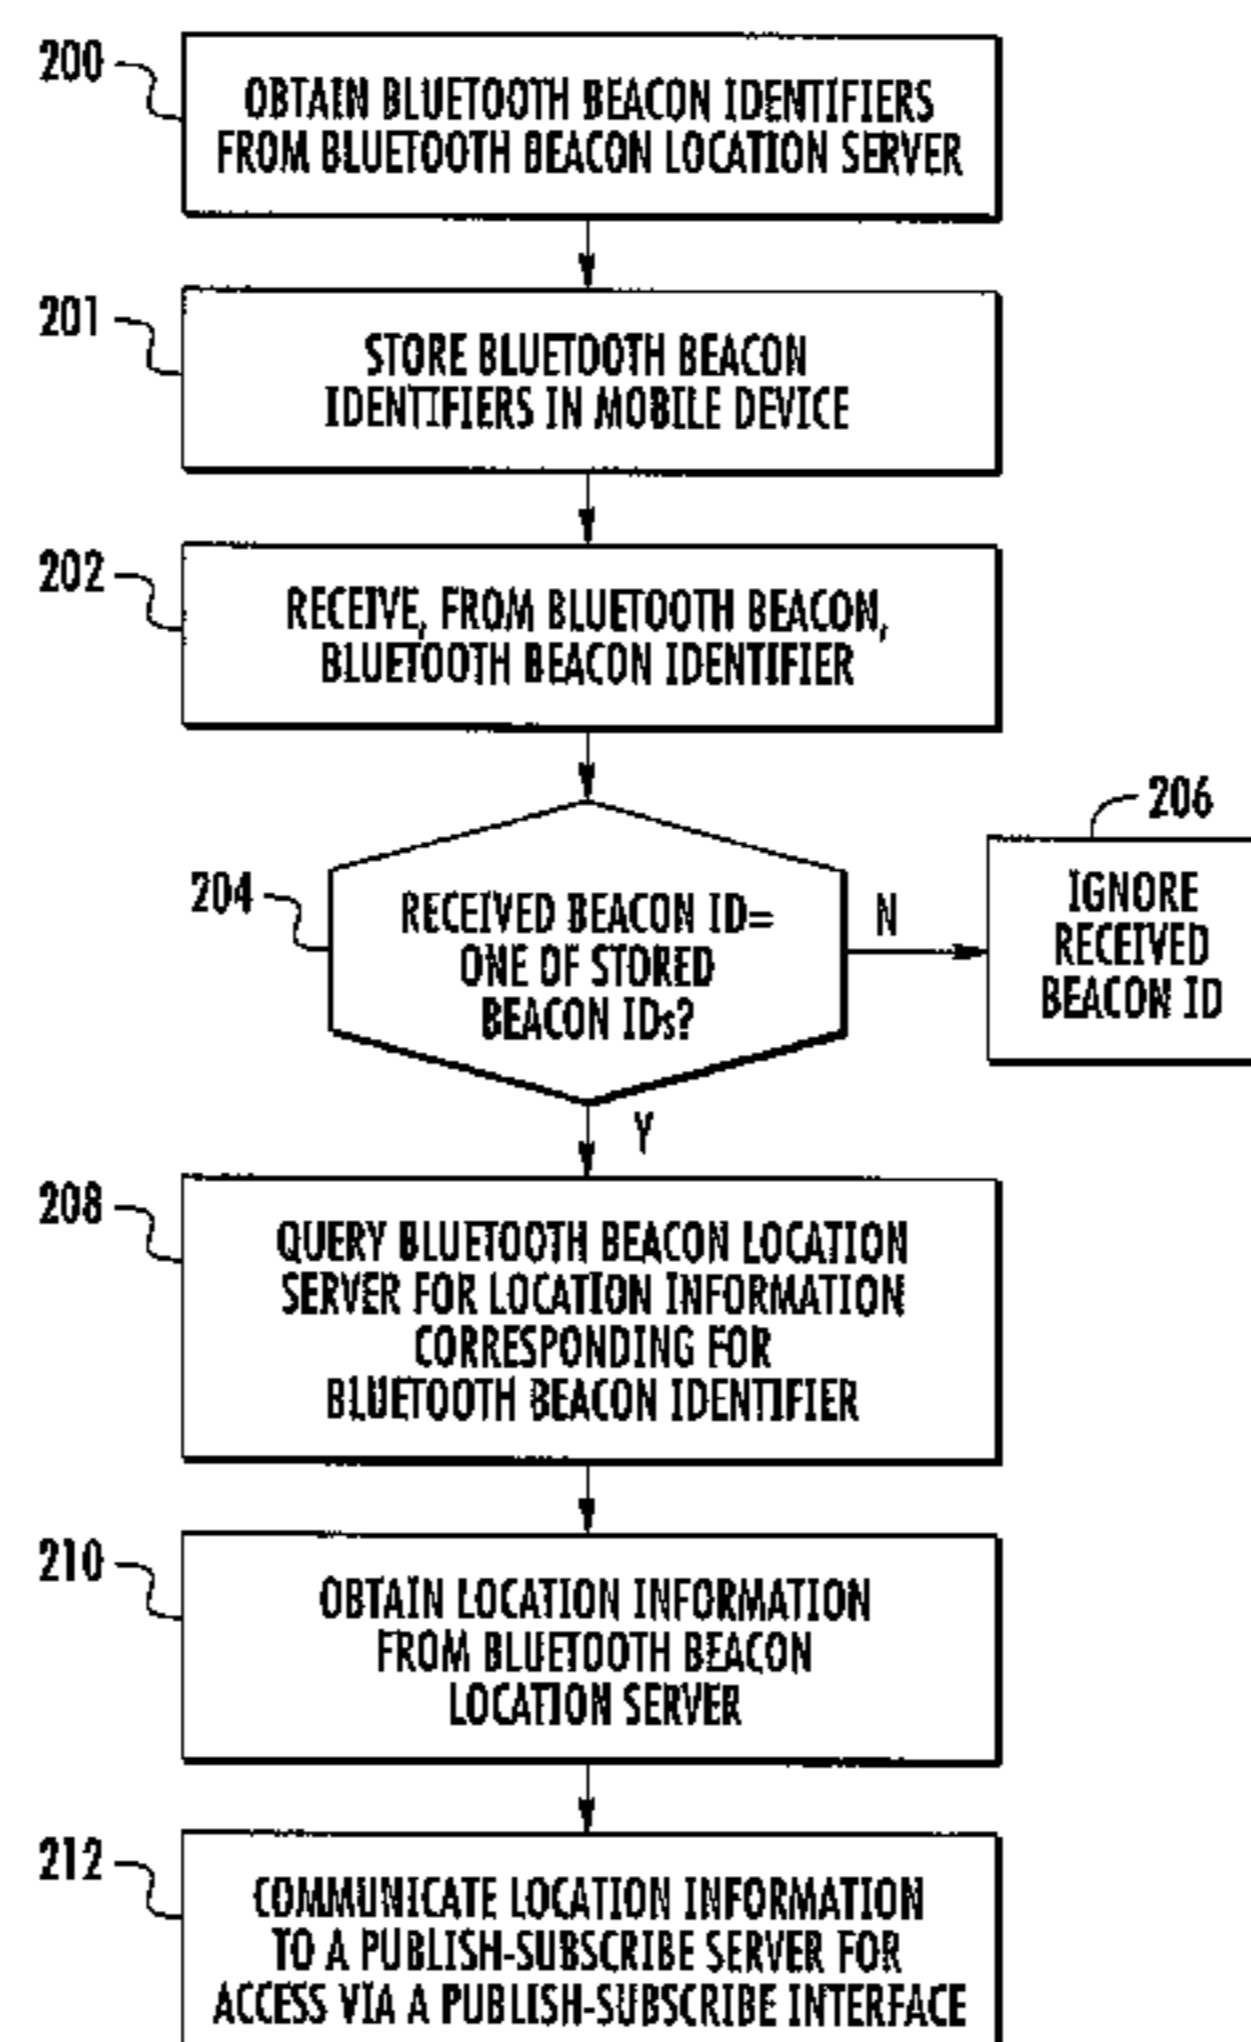 200
OBTAIN BLUETOOTH BEACON IDENTIFIERS
FROM BLUETOOTH BEACON LOCATION SERVER
201
STORE BLUETOOTH BEACON
IDENTIFIERS IN MOBILE DEVICE
202
RECEIVE, FROM BLUETOOTH BEACON,
BLUETOOTH BEACON IDENTIFIER
204
RECEIVED BEACON ID=
ONE OF STORED
BEACON IDs?
N
206
IGNORE
RECEIVED
BEACON ID
Y
208
QUERY BLUETOOTH BEACON LOCATION
SERVER FOR LOCATION INFORMATION
CORRESPONDING FOR
BLUETOOTH BEACON IDENTIFIER
210
OBTAIN LOCATION INFORMATION
FROM BLUETOOTH BEACON
LOCATION SERVER
212
COMMUNICATE LOCATION INFORMATION
TO A PUBLISH-SUBSCRIBE SERVER FOR
ACCESS VIA A PUBLISH-SUBSCRIBE INTERFACE